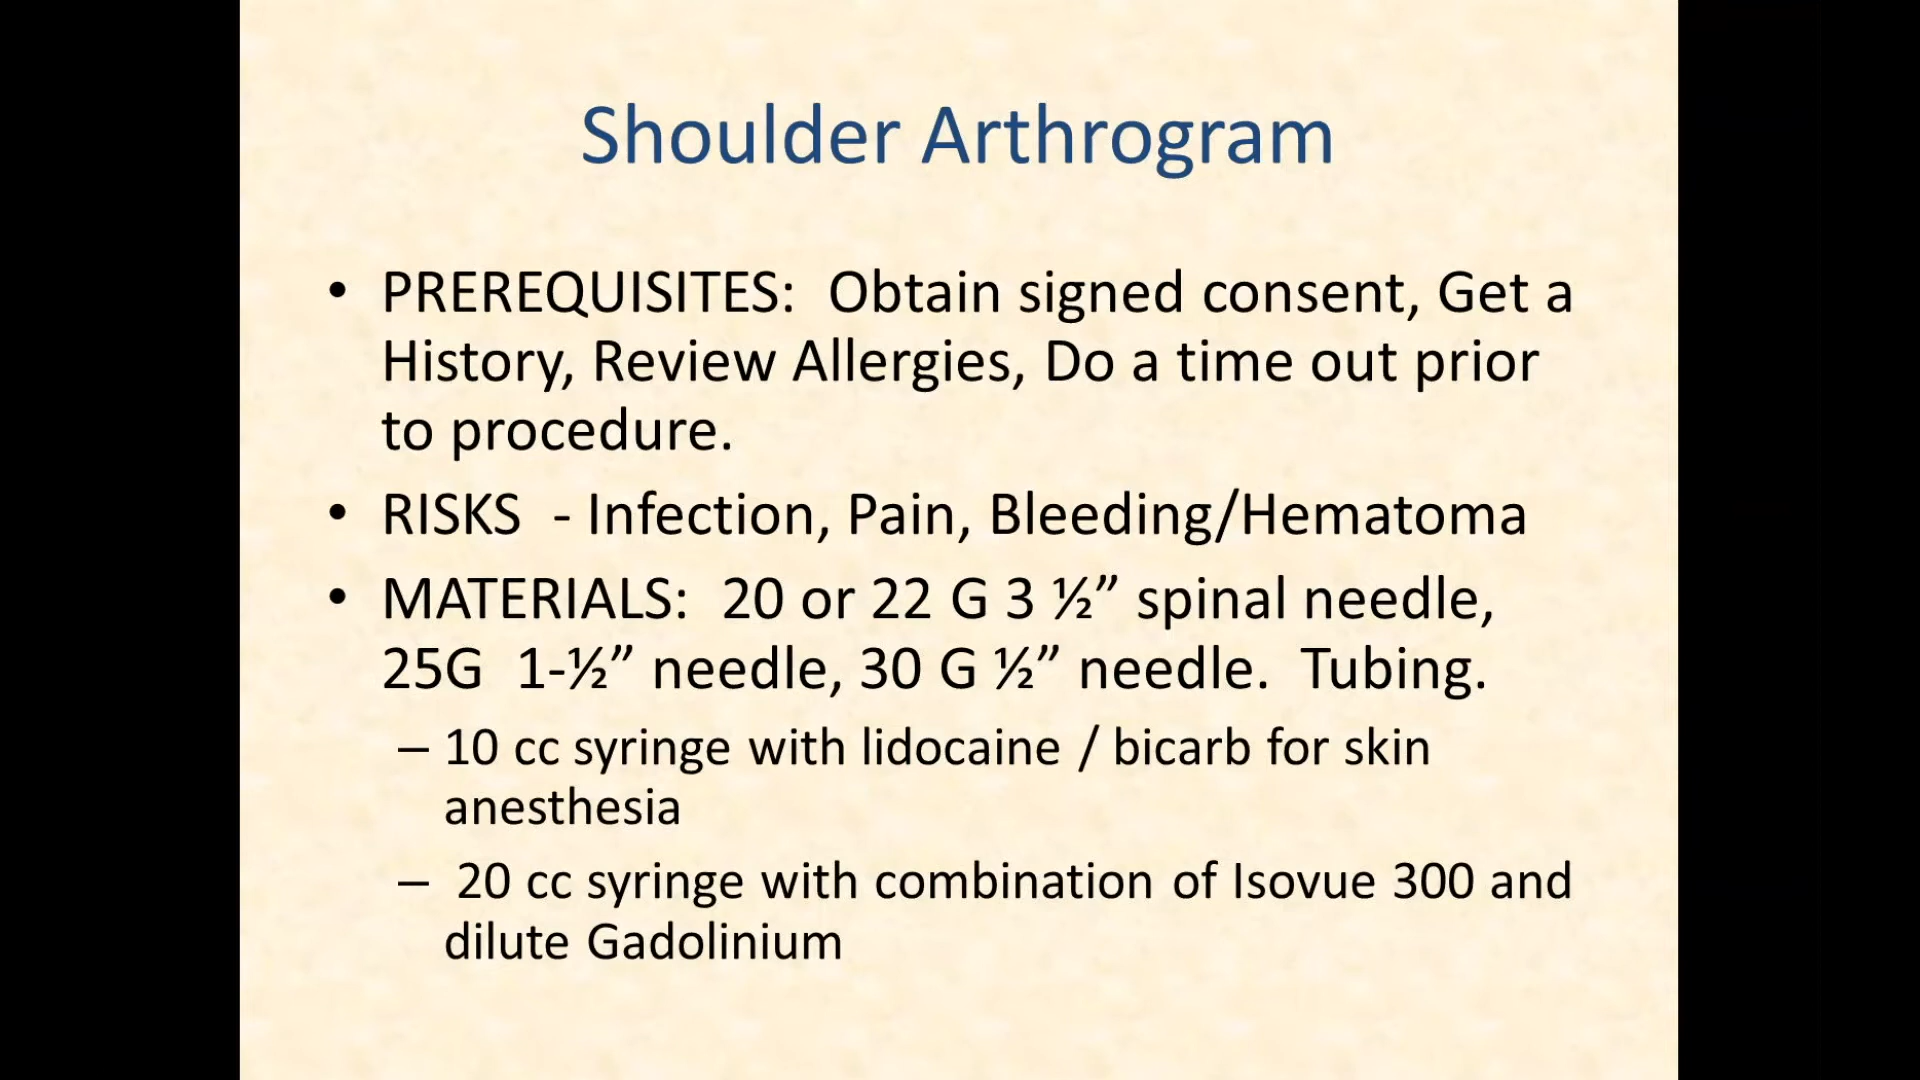 Shoulder Arthrogram
• PREREQUISITES:  Obtain signed consent, Get a
History, Review Allergies, Do a time out prior
to procedure.
• RISKS  - Infection, Pain, Bleeding/Hematoma
• MATERIALS:  20 or 22 G 3 ½” spinal needle,
25G  1-½” needle, 30 G ½” needle.  Tubing.
– 10 cc syringe with lidocaine / bicarb for skin
anesthesia
–  20 cc syringe with combination of Isovue 300 and
dilute Gadolinium